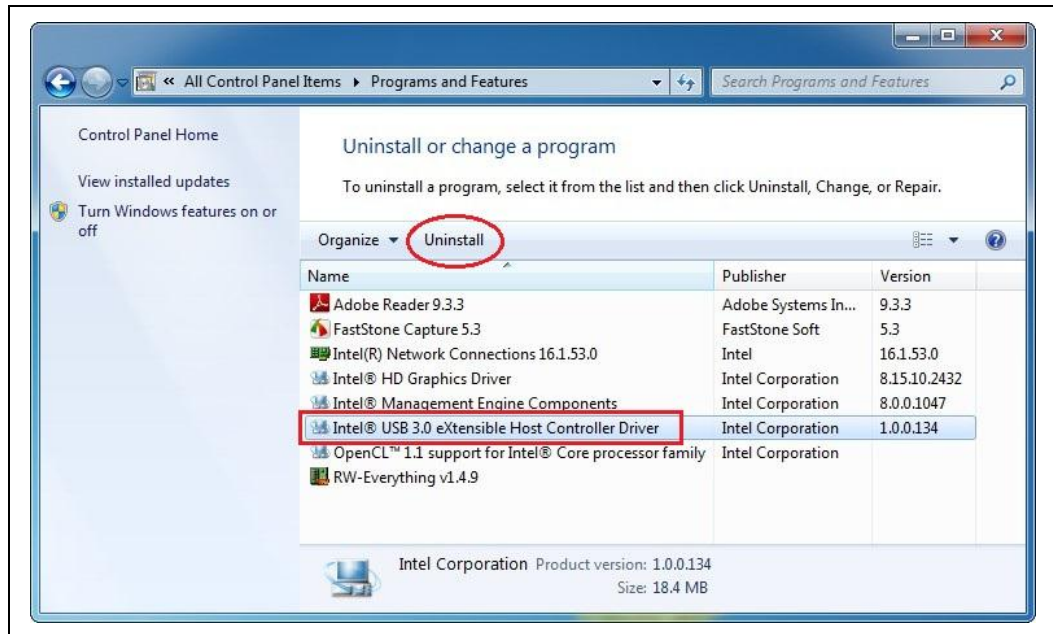 « All Control Panel Items ▸ Programs and Features
Search Programs and Features
Control Panel Home
View installed updates
Turn Windows features on or
off
Uninstall or change a program
To uninstall a program, select it from the list and then click Uninstall, Change, or Repair.
Organize Uninstall
Name Publisher Version
Adobe Reader 9.3.3 Adobe Systems In... 9.3.3
FastStone Capture 5.3 FastStone Soft 5.3
Intel(R) Network Connections 16.1.53.0 Intel 16.1.53.0
Intel® HD Graphics Driver Intel Corporation 8.15.10.2432
Intel® Management Engine Components Intel Corporation 8.0.0.1047
Intel® USB 3.0 eXtensible Host Controller Driver Intel Corporation 1.0.0.134
OpenCL™ 1.1 support for Intel® Core processor family Intel Corporation
RW-Everything v1.4.9
Intel Corporation Product version: 1.0.0.134
Size: 18.4 MB